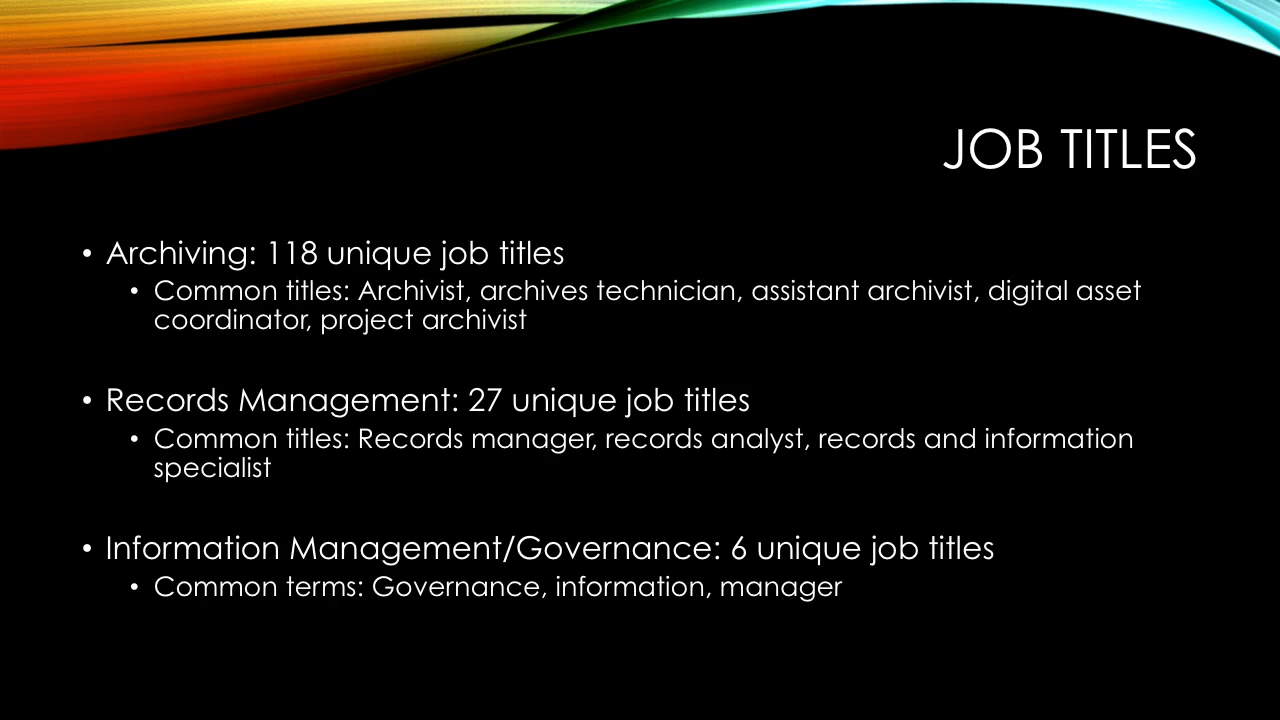 JOB TITLES
• Archiving: 118 unique job titles
• Common titles: Archivist, archives technician, assistant archivist, digital asset
coordinator, project archivist
• Records Management: 27 unique job titles
• Common titles: Records manager, records analyst, records and information
specialist
• Information Management/Governance: 6 unique job titles
• Common terms: Governance, information, manager